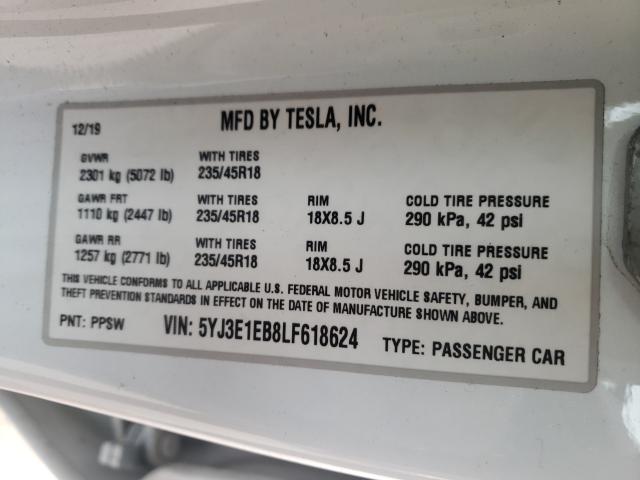 12/19 MFD BY TESLA, INC.
GVWR WITH TIRES
2301 kg (5072 lb) 235/45R18
GAWR FRT WITH TIRES RIM COLD TIRE PRESSURE
1110 kg (2447 lb) 235/45R18 18X8.5 J 290 kPa, 42 psi
GAWR RR WITH TIRES RIM COLD TIRE PRESSURE
1257 kg (2771 lb) 235/45R18 18X8.5 J 290 kPa, 42 psi
THIS VEHICLE CONFORMS TO ALL APPLICABLE U.S. FEDERAL MOTOR VEHICLE SAFETY, BUMPER, AND
THEFT PREVENTION STANDARDS IN EFFECT ON THE DATE OF MANUFACTURE SHOWN ABOVE.
PNT: PPSW VIN: 5YJ3E1EB8LF618624 TYPE: PASSENGER CAR